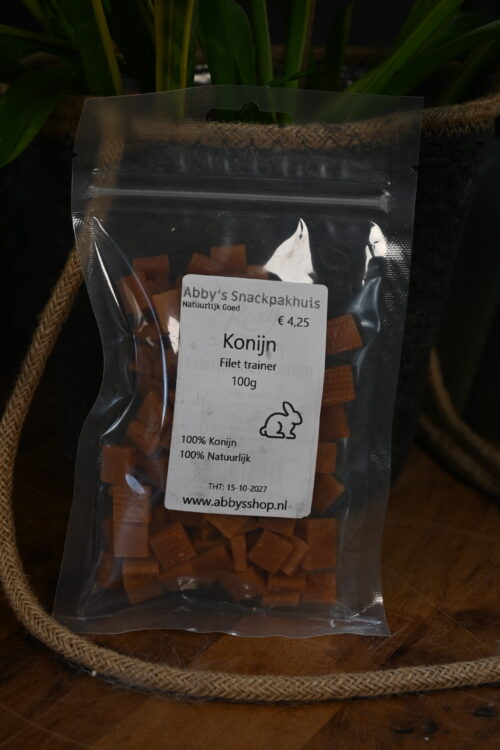 Abby's Snackpakhuis
Natuurlijk Goed
€ 4,25
Konijn
Filet trainer
100g
100% Konijn
100% Natuurlijk
THT: 15-10-2027
www.abbysshop.nl